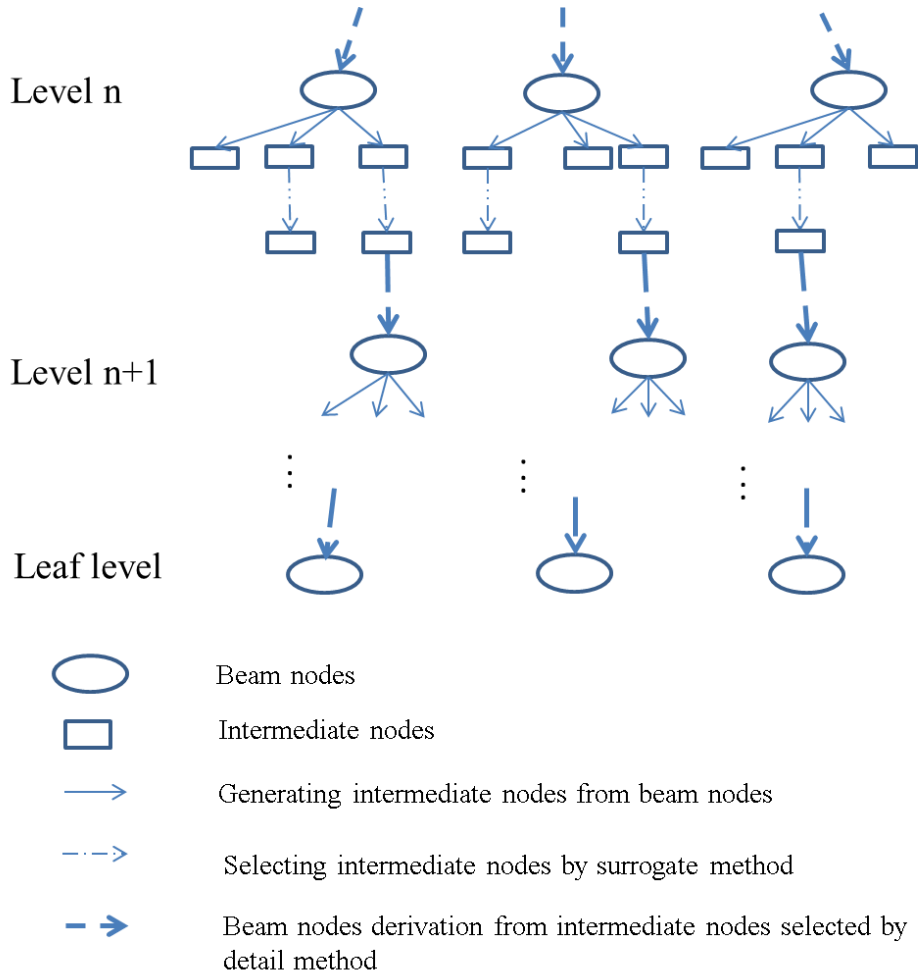 Level n
Level n+1
⋮
⋮
⋮
Leaf level
Beam nodes
Intermediate nodes
Generating intermediate nodes from beam nodes
Selecting intermediate nodes by surrogate method
Beam nodes derivation from intermediate nodes selected by
detail method